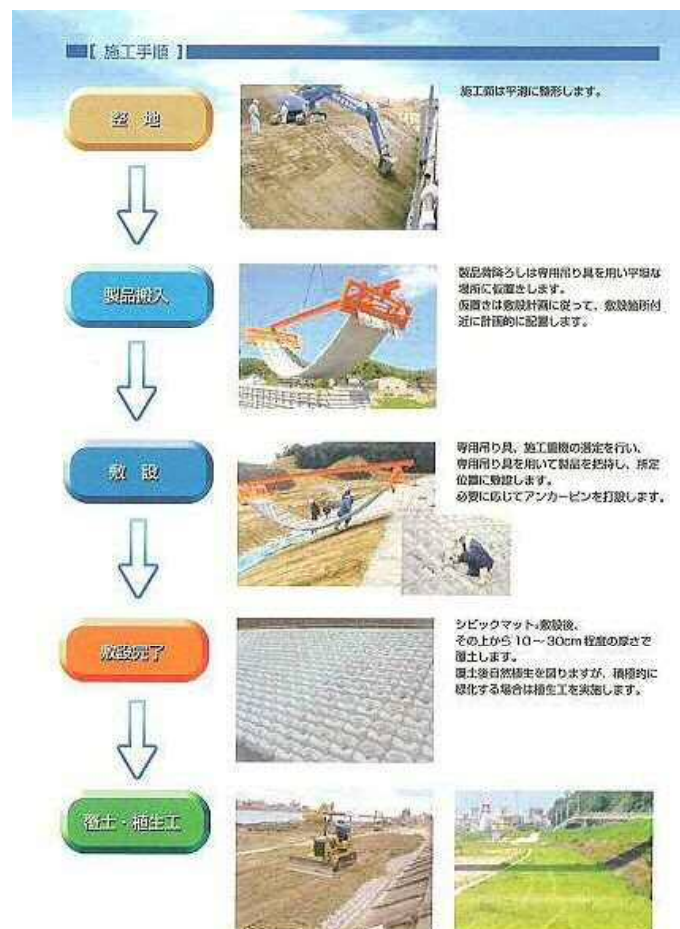 【 施工手順 】
整 地
施工面は平滑に整形します。
製品搬入
製品荷降ろしは専用吊り具を用い平坦な
場所に仮置きします。
仮置きは敷設計画に従って、敷設箇所付
近に計画的に配置します。
敷 設
専用吊り具、施工重機の選定を行い、
専用吊り具を用いて製品を把持し、所定
位置に敷設します。
必要に応じてアンカーピンを打設します。
敷設完了
シビックマット®敷設後、
その上から 10～30cm 程度の厚さで
覆土します。
覆土後自然植生を図りますが、積極的に
緑化する場合は植生工を実施します。
覆土・植生工